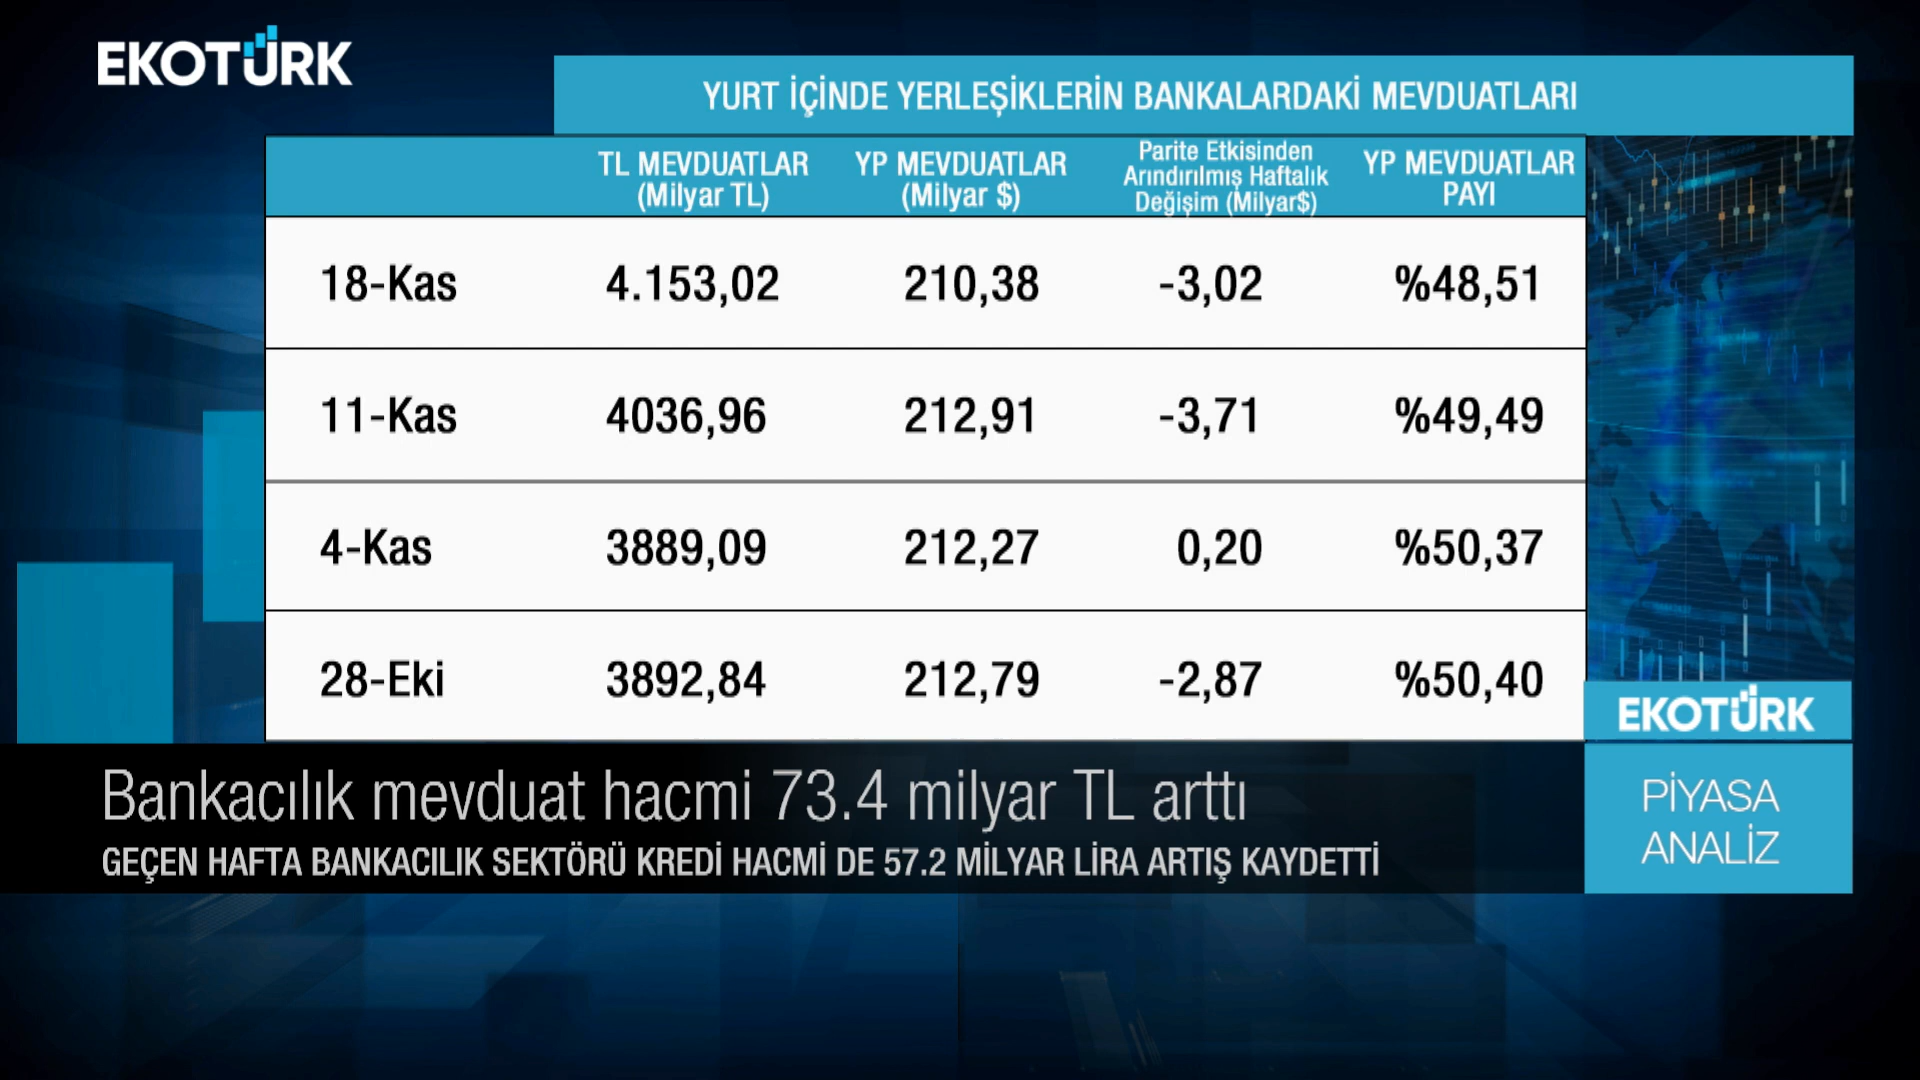 EKOTÜRK
YURT İÇİNDE YERLEŞİKLERİN BANKALARDAKİ MEVDUATLARI
TL MEVDUATLAR
(Milyar TL)
YP MEVDUATLAR
(Milyar $)
Parite Etkisinden
Arındırılmış Haftalık
Değişim (Milyar$)
YP MEVDUATLAR
PAYI
18-Kas 4.153,02 210,38 -3,02 %48,51
11-Kas 4036,96 212,91 -3,71 %49,49
4-Kas 3889,09 212,27 0,20 %50,37
28-Eki 3892,84 212,79 -2,87 %50,40
EKOTÜRK
Bankacılık mevduat hacmi 73.4 milyar TL arttı
GEÇEN HAFTA BANKACILIK SEKTÖRÜ KREDİ HACMİ DE 57.2 MİLYAR LİRA ARTIŞ KAYDETTİ
PİYASA
ANALİZ